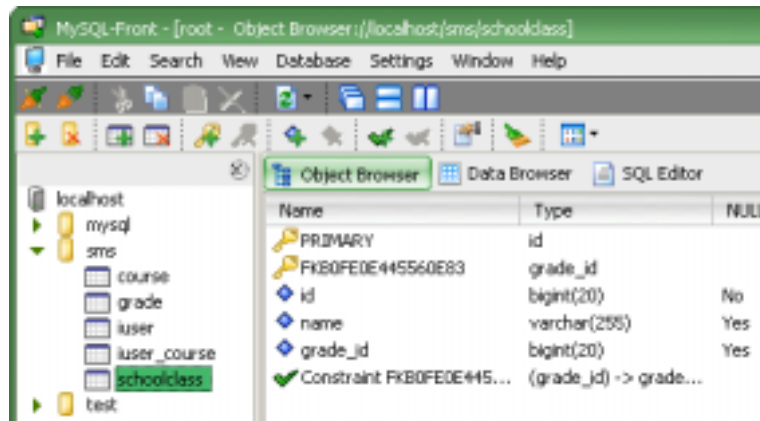 MySQL-Front - [root - Object Browser://localhost/sms/schoolclass]
File Edit Search View Database Settings Window Help
Object Browser Data Browser SQL Editor
localhost
mysql
sms
course
grade
iuser
iuser_course
schoolclass
test
Name Type NULL
PRIMARY id
FKB0FE0E445560E83 grade_id
id bigint(20) No
name varchar(255) Yes
grade_id bigint(20) Yes
Constraint FKB0FE0E445... (grade_id) -> grade...